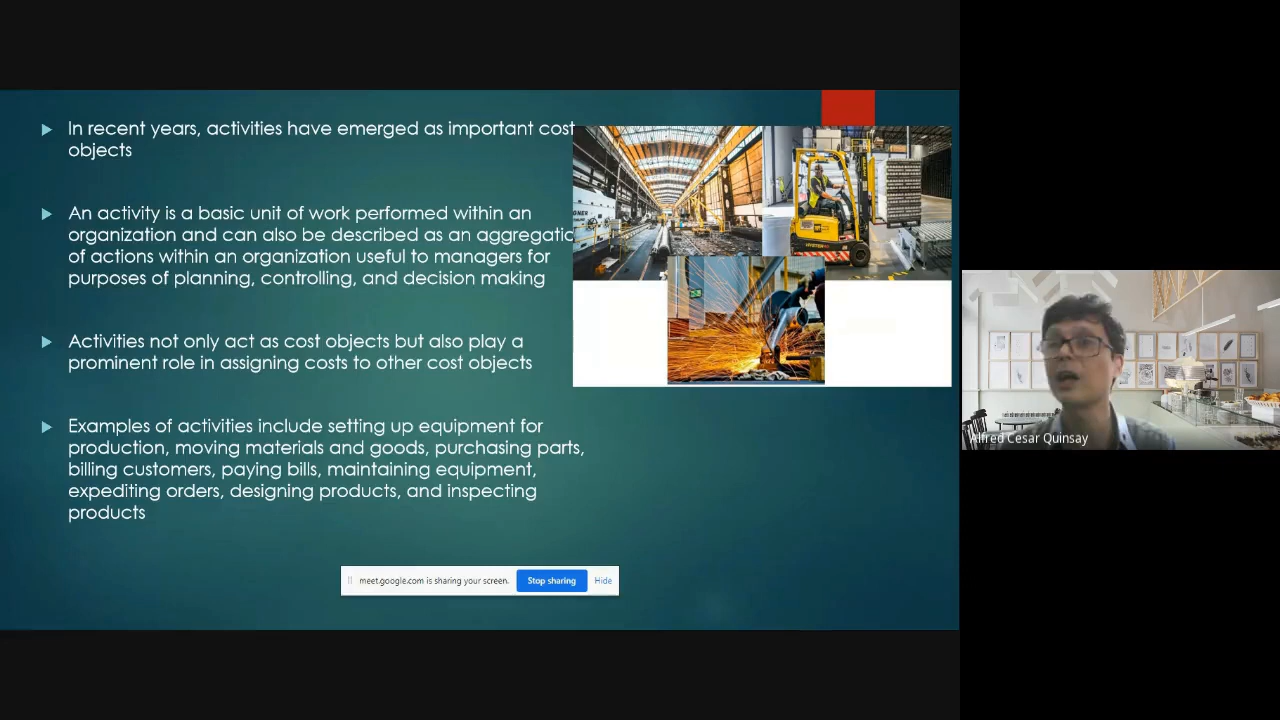 In recent years, activities have emerged as important cost
objects
An activity is a basic unit of work performed within an
organization and can also be described as an aggregatio
of actions within an organization useful to managers for
purposes of planning, controlling, and decision making
Activities not only act as cost objects but also play a
prominent role in assigning costs to other cost objects
Examples of activities include setting up equipment for
production, moving materials and goods, purchasing parts,
billing customers, paying bills, maintaining equipment,
expediting orders, designing products, and inspecting
products
meet.google.com is sharing your screen.
Stop sharing
Hide
Alfred Cesar Quinsay